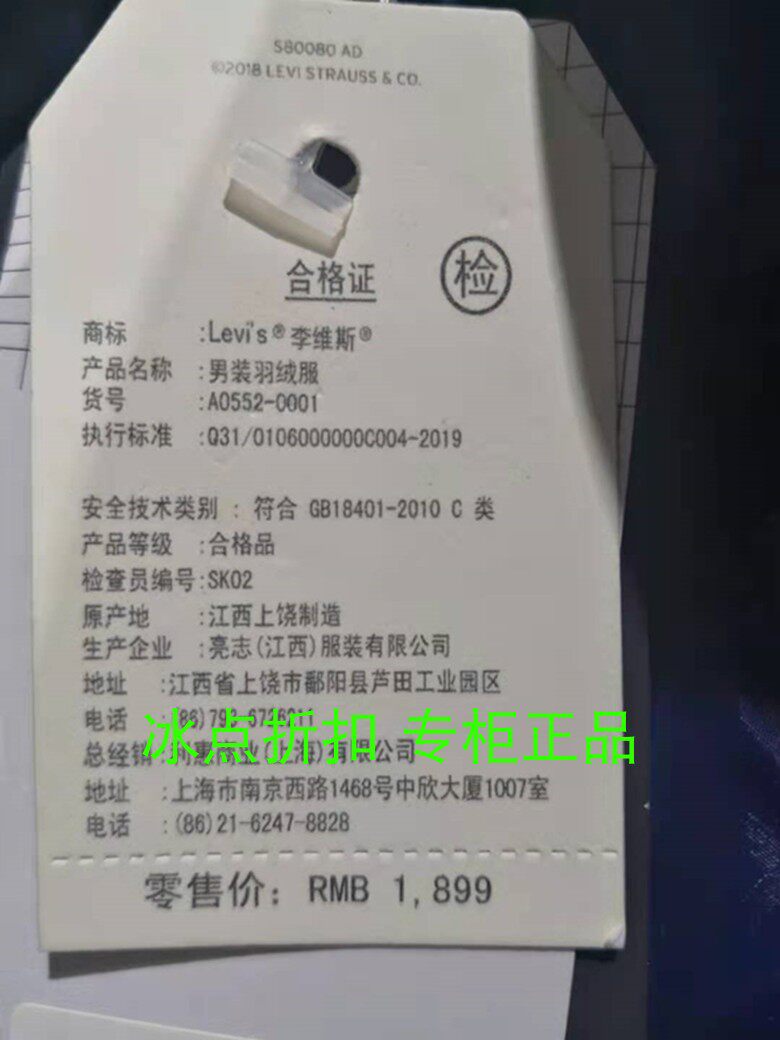 S80080 AD
©2018 LEVI STRAUSS & CO.
合格证
检
商标 :Levi's® 李维斯®
产品名称 :男装羽绒服
货号 :A0552-0001
执行标准 :Q31/0106000000C004-2019
安全技术类别 : 符合 GB18401-2010 C 类
产品等级 :合格品
检查员编号:SK02
原产地 :江西上饶制造
生产企业 :亮志(江西)服装有限公司
地址 :江西省上饶市鄱阳县芦田工业园区
电话 :(86)793-
冰点折扣 专柜正品
总经销 :利惠商业(上海)有限公司
地址 :上海市南京西路1468号中欣大厦1007室
电话 :(86)21-6247-8828
零售价: RMB 1,899